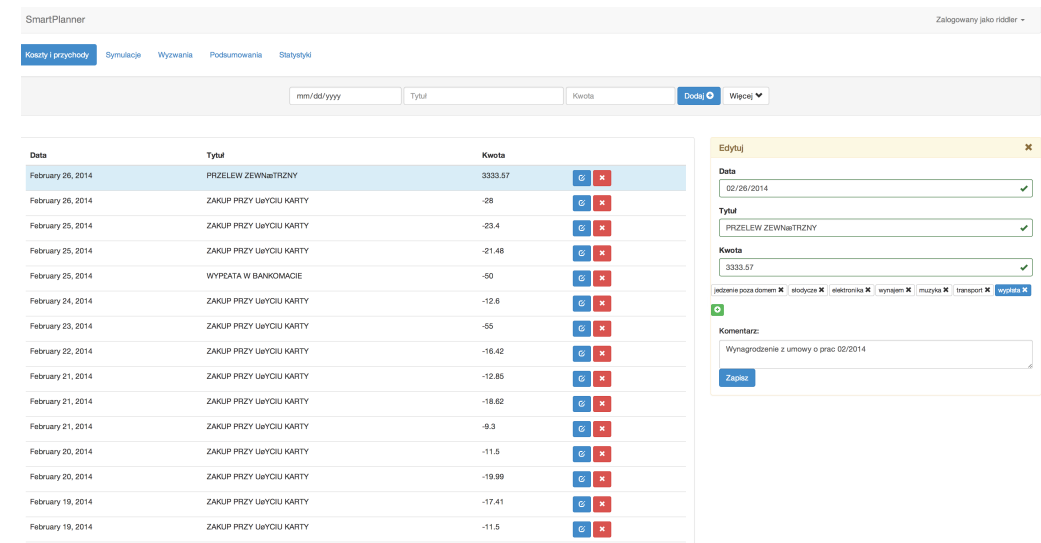 SmartPlanner Zalogowany jako riddler
Koszty i przychody Symulacje Wyzwania Podsumowania Statystyki
mm/dd/yyyy Tytuł Kwota Dodaj Więcej
Data Tytuł Kwota
February 26, 2014 PRZELEW ZEWNæTRZNY 3333.57
February 26, 2014 ZAKUP PRZY UøYCIU KARTY -28
February 25, 2014 ZAKUP PRZY UøYCIU KARTY -23.4
February 25, 2014 ZAKUP PRZY UøYCIU KARTY -21.48
February 25, 2014 WYP£ATA W BANKOMACIE -50
February 24, 2014 ZAKUP PRZY UøYCIU KARTY -12.6
February 23, 2014 ZAKUP PRZY UøYCIU KARTY -55
February 22, 2014 ZAKUP PRZY UøYCIU KARTY -16.42
February 21, 2014 ZAKUP PRZY UøYCIU KARTY -12.85
February 21, 2014 ZAKUP PRZY UøYCIU KARTY -18.62
February 21, 2014 ZAKUP PRZY UøYCIU KARTY -9.3
February 20, 2014 ZAKUP PRZY UøYCIU KARTY -11.5
February 20, 2014 ZAKUP PRZY UøYCIU KARTY -19.99
February 19, 2014 ZAKUP PRZY UøYCIU KARTY -17.41
February 19, 2014 ZAKUP PRZY UøYCIU KARTY -11.5
Edytuj
Data
02/26/2014
Tytuł
PRZELEW ZEWNæTRZNY
Kwota
3333.57
jedzenie poza domem słodycze elektronika wynajem muzyka transport wypłata
Komentarz:
Wynagrodzenie z umowy o prac 02/2014
Zapisz